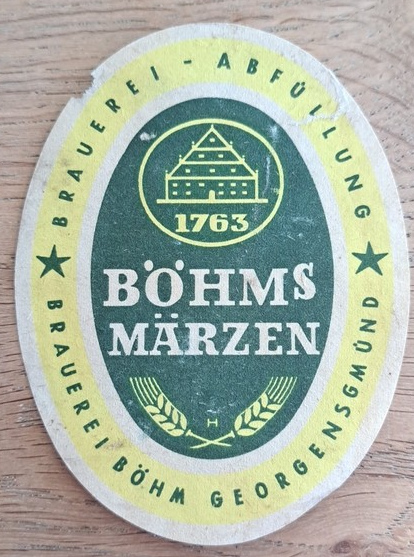 BRAUEREI - ABFÜLLUNG
1763
BÖHMS
MÄRZEN
H
BRAUEREI BÖHM GEORGENSGMÜND